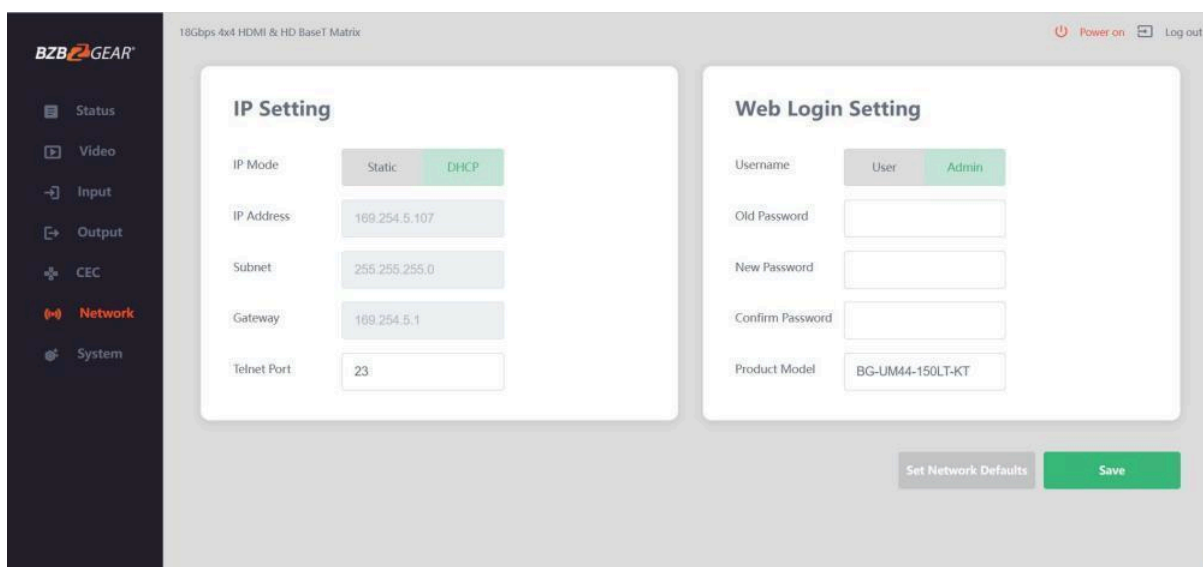 18Gbps 4x4 HDMI & HD BaseT Matrix
Power on Log out
BZBGEAR®
Status
Video
Input
Output
CEC
Network
System
IP Setting
IP Mode Static DHCP
IP Address 169.254.5.107
Subnet 255.255.255.0
Gateway 169.254.5.1
Telnet Port 23
Web Login Setting
Username User Admin
Old Password
New Password
Confirm Password
Product Model BG-UM44-150LT-KT
Set Network Defaults Save